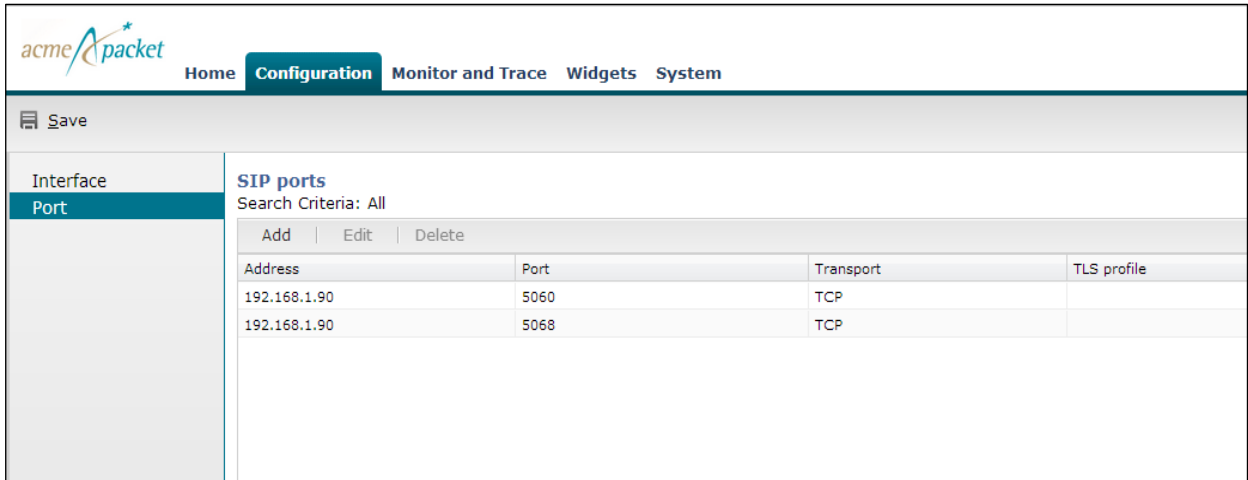 acme packet
Home Configuration Monitor and Trace Widgets System
Save
Interface
Port
SIP ports
Search Criteria: All
Add Edit Delete
Address Port Transport TLS profile
192.168.1.90 5060 TCP
192.168.1.90 5068 TCP